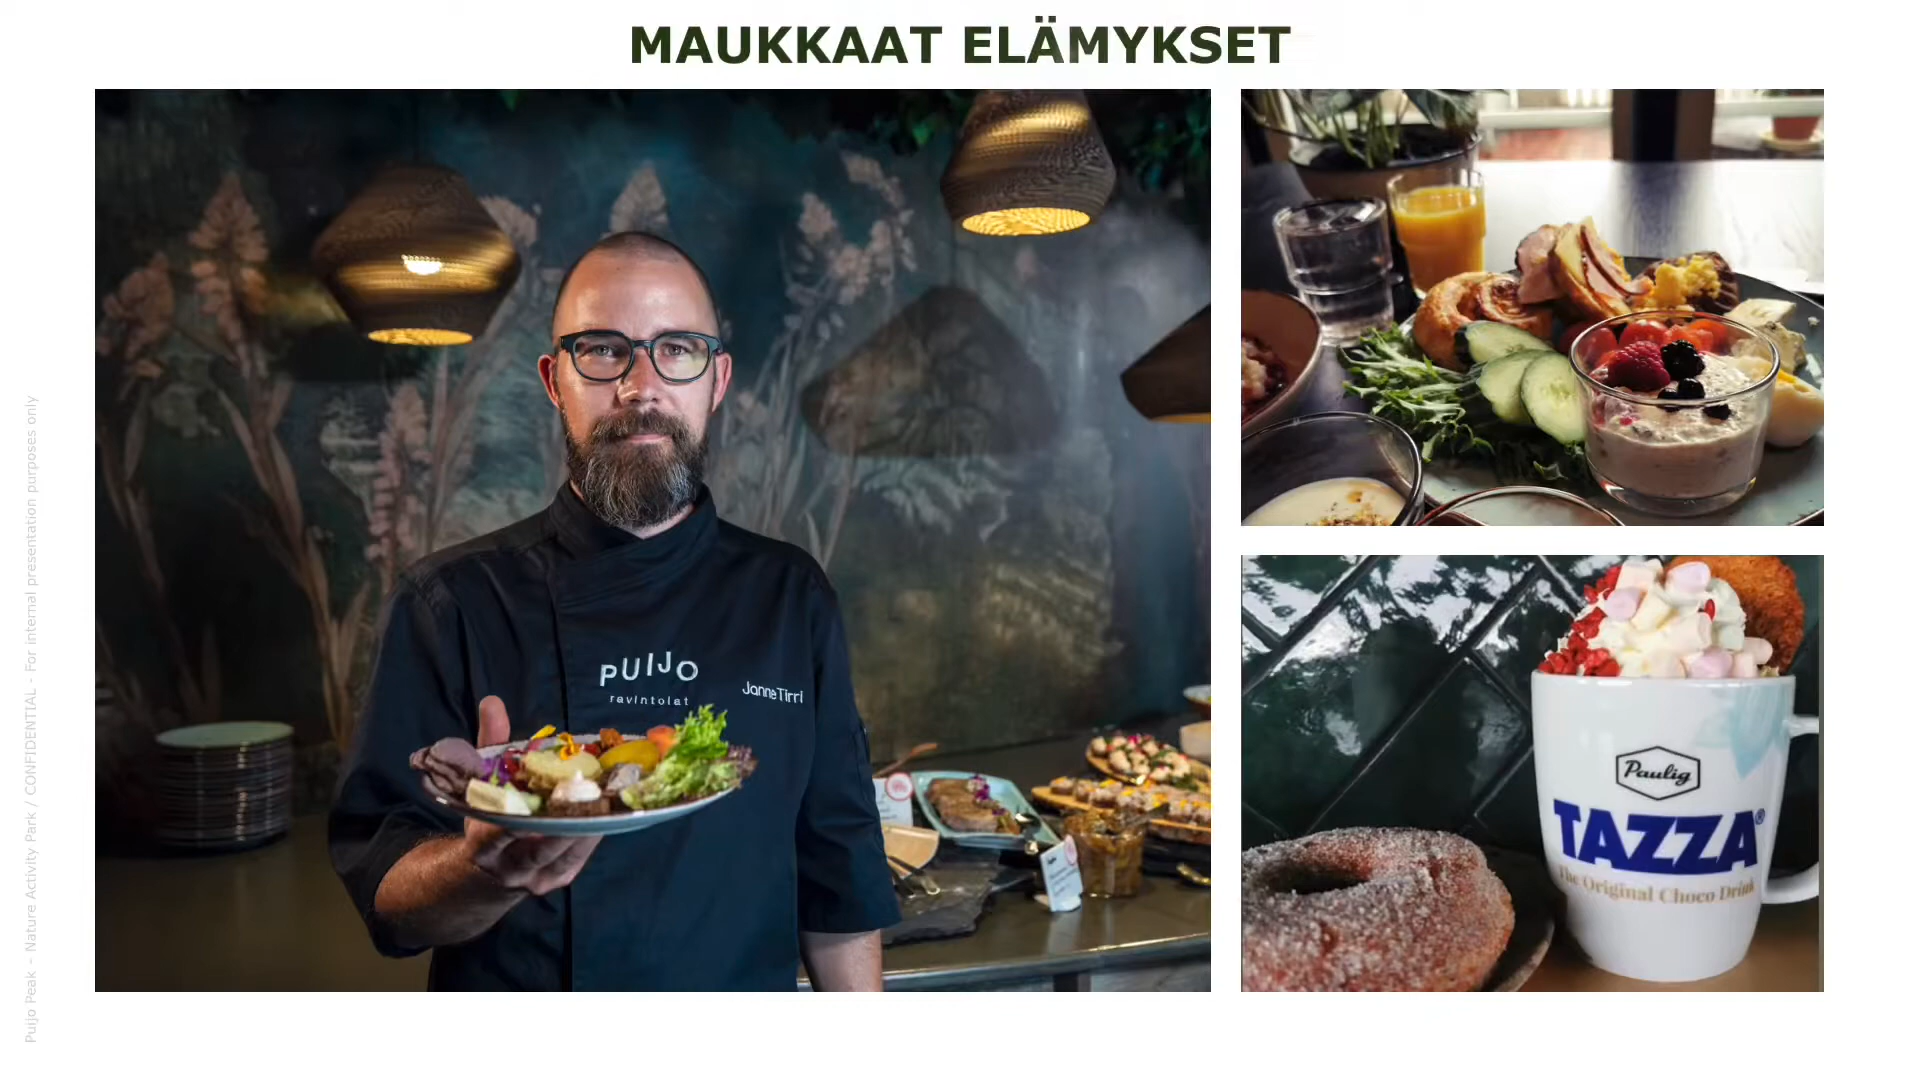 MAUKKAAT ELÄMYKSET
Puijo Peak – Nature Activity Park / CONFIDENTIAL - For internal presentation purposes only
PUIJO
ravintolat
Janne Tirri
Paulig
TAZZA®
The Original Choco Drink